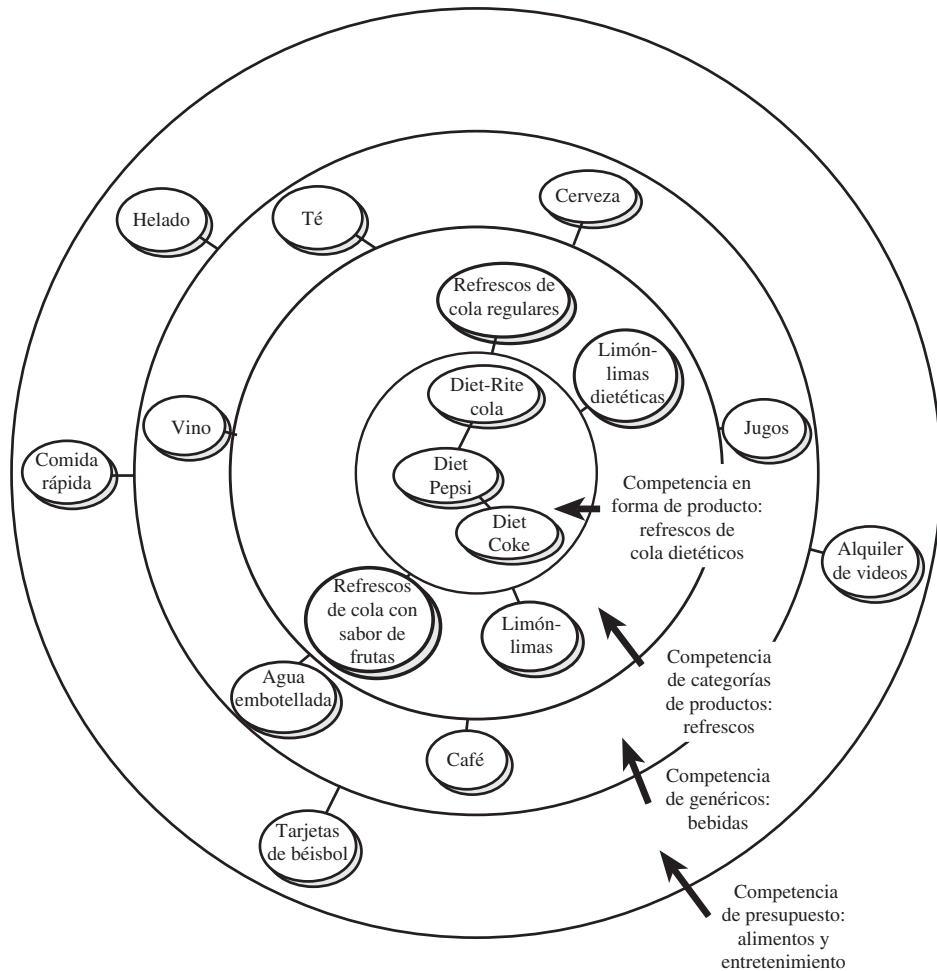 Helado
Té
Cerveza
Refrescos de
cola regulares
Limón-
limas
dietéticas
Diet-Rite
cola
Vino
Jugos
Comida
rápida
Diet
Pepsi
Competencia en
forma de producto:
refrescos de
cola dietéticos
Diet
Coke
Alquiler
de videos
Refrescos
de cola con
sabor de
frutas
Limón-
limas
Competencia
de categorías
de productos:
refrescos
Agua
embotellada
Café
Competencia
de genéricos:
bebidas
Tarjetas
de béisbol
Competencia
de presupuesto:
alimentos y
entretenimiento